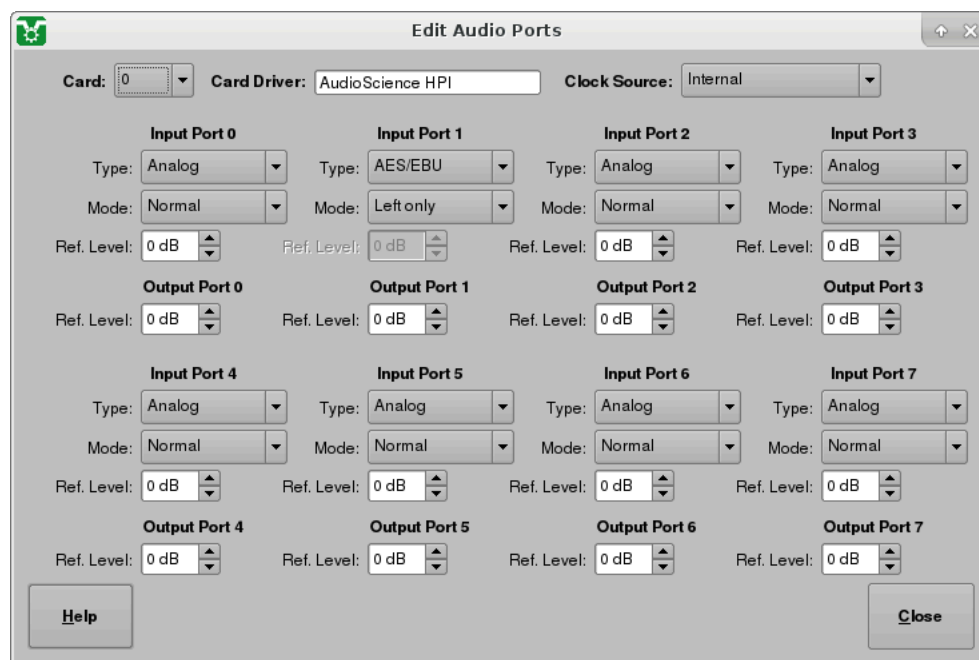 Edit Audio Ports
Card: 0 Card Driver: AudioScience HPI Clock Source: Internal
Input Port 0 Input Port 1 Input Port 2 Input Port 3
Type: Analog Type: AES/EBU Type: Analog Type: Analog
Mode: Normal Mode: Left only Mode: Normal Mode: Normal
Ref. Level: 0 dB Ref. Level: 0 dB Ref. Level: 0 dB Ref. Level: 0 dB
Output Port 0 Output Port 1 Output Port 2 Output Port 3
Ref. Level: 0 dB Ref. Level: 0 dB Ref. Level: 0 dB Ref. Level: 0 dB
Input Port 4 Input Port 5 Input Port 6 Input Port 7
Type: Analog Type: Analog Type: Analog Type: Analog
Mode: Normal Mode: Normal Mode: Normal Mode: Normal
Ref. Level: 0 dB Ref. Level: 0 dB Ref. Level: 0 dB Ref. Level: 0 dB
Output Port 4 Output Port 5 Output Port 6 Output Port 7
Ref. Level: 0 dB Ref. Level: 0 dB Ref. Level: 0 dB Ref. Level: 0 dB
Help Close